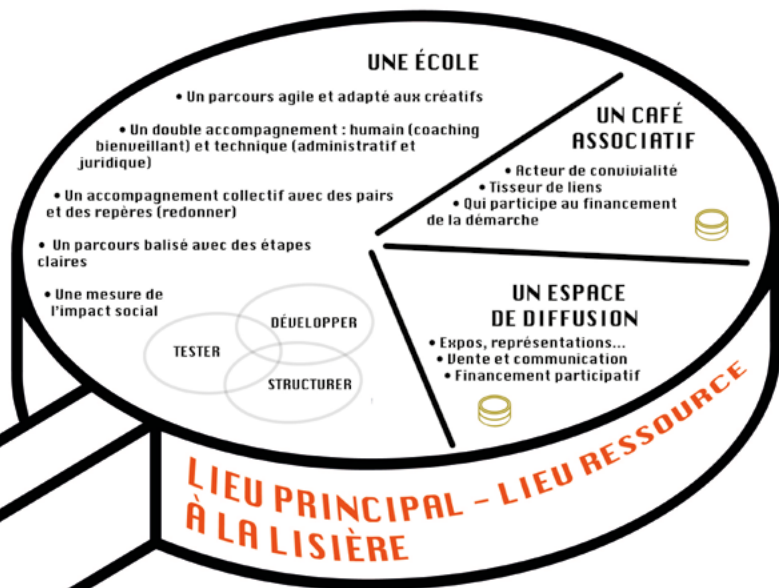 UNE ÉCOLE
• Un parcours agile et adapté aux créatifs
• Un double accompagnement : humain (coaching
bienveillant) et technique (administratif et
juridique)
• Un accompagnement collectif avec des pairs
et des repères (redonner)
• Un parcours balisé avec des étapes
claires
• Une mesure de
l'impact social
TESTER
DÉVELOPPER
STRUCTURER
UN CAFÉ
ASSOCIATIF
• Acteur de convivialité
• Tisseur de liens
• Qui participe au financement
de la démarche
UN ESPACE
DE DIFFUSION
• Expos, représentations...
• Vente et communication
• Financement participatif
LIEU PRINCIPAL - LIEU RESSOURCE
À LA LISIÈRE